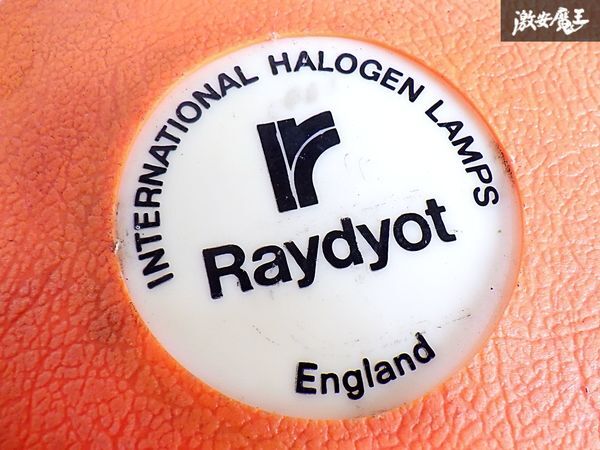 激安魔王
INTERNATIONAL HALOGEN LAMPS
r
Raydyot
England